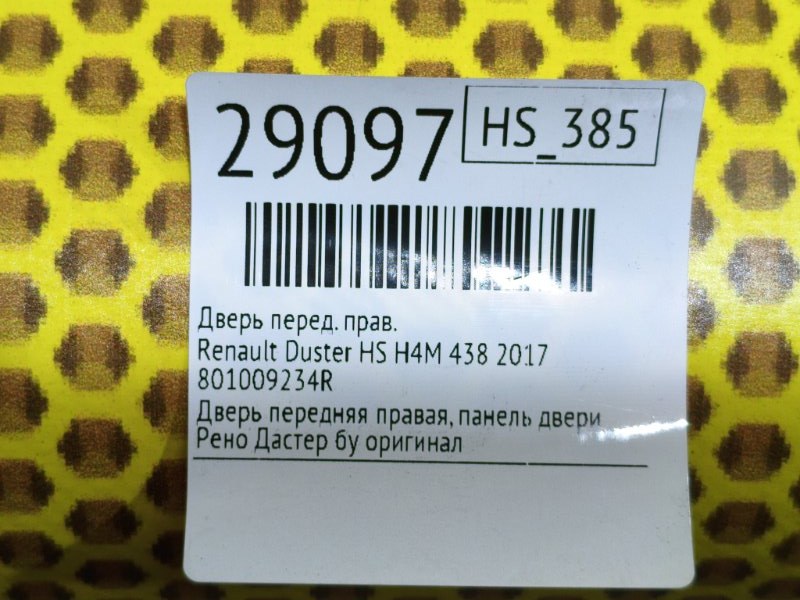 29097
HS_385
Дверь перед. прав.
Renault Duster HS H4M 438 2017
801009234R
Дверь передняя правая, панель двери
Рено Дастер бу оригинал